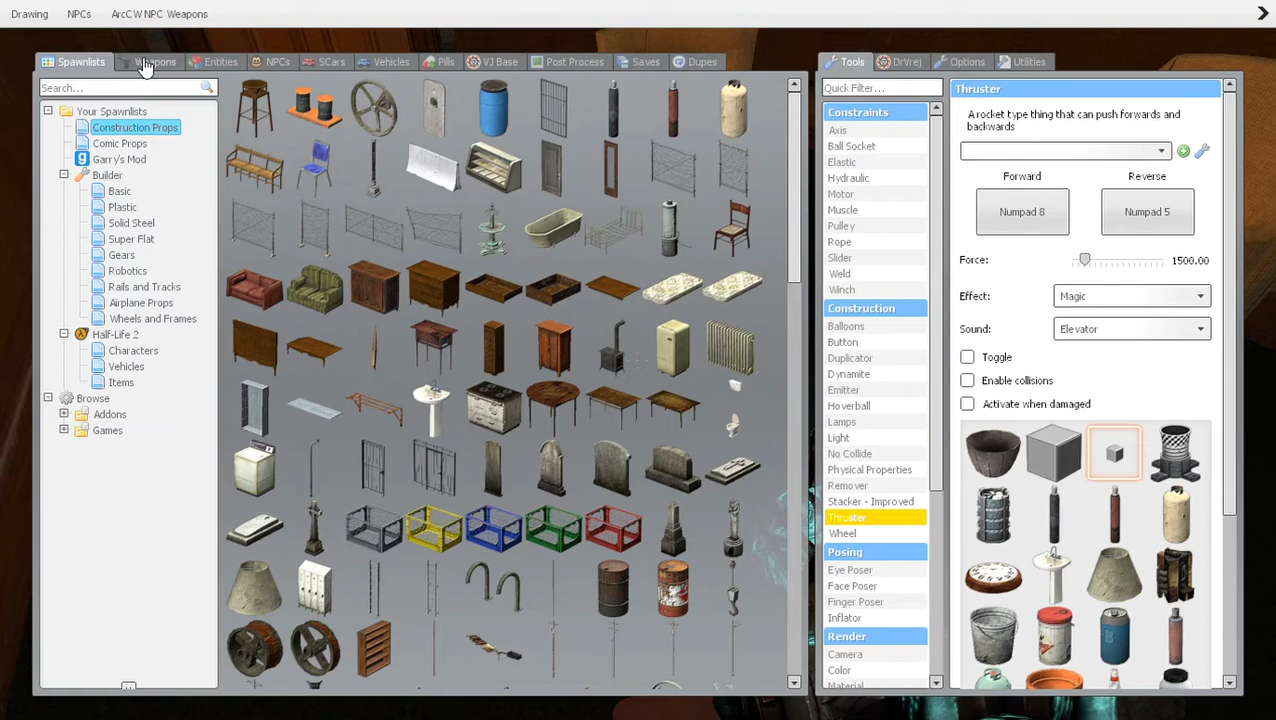 Drawing NPCs ArcCW NPC Weapons
Spawnlists Weapons Entities NPCs SCars Vehicles Pills VJ Base Post Process Saves Dupes
Search...
Your Spawnlists
Construction Props
Comic Props
Garry's Mod
Builder
Basic
Plastic
Solid Steel
Super Flat
Gears
Robotics
Rails and Tracks
Airplane Props
Wheels and Frames
Half-Life 2
Characters
Vehicles
Items
Browse
Addons
Games
Tools DrVrej Options Utilities
Quick Filter...
Constraints
Axis
Ball Socket
Elastic
Hydraulic
Motor
Muscle
Pulley
Rope
Slider
Weld
Winch
Construction
Balloons
Button
Duplicator
Dynamite
Emitter
Hoverball
Lamps
Light
No Collide
Physical Properties
Remover
Stacker - Improved
Thruster
Wheel
Posing
Eye Poser
Face Poser
Finger Poser
Inflator
Render
Camera
Color
Material
Thruster
A rocket type thing that can push forwards and
backwards
Forward Reverse
Numpad 8 Numpad 5
Force: 1500.00
Effect: Magic
Sound: Elevator
Toggle
Enable collisions
Activate when damaged